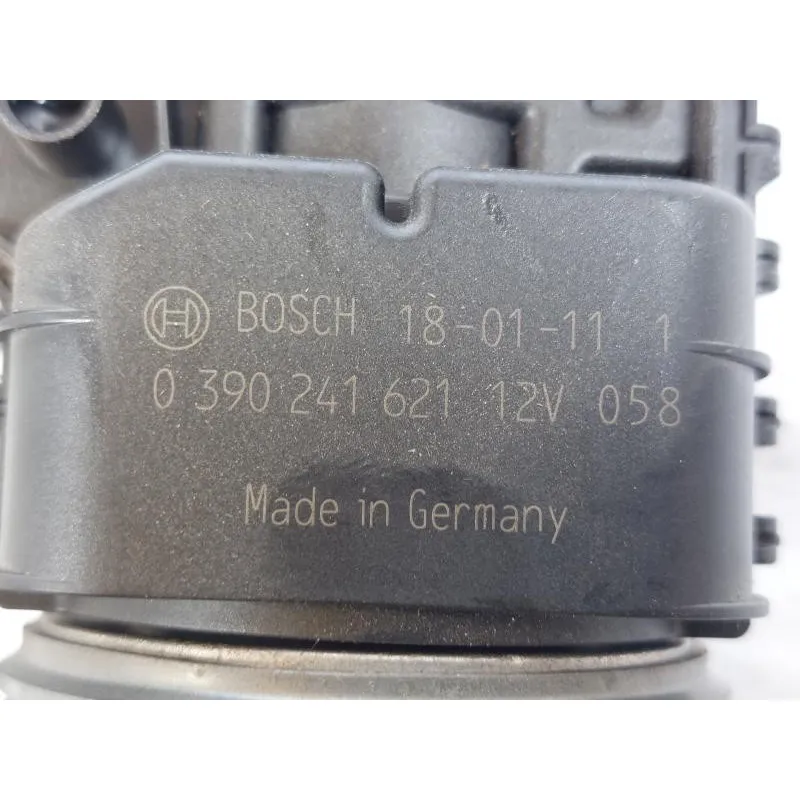 BOSCH 18-01-11 1
0 390 241 621 12V 058
Made in Germany